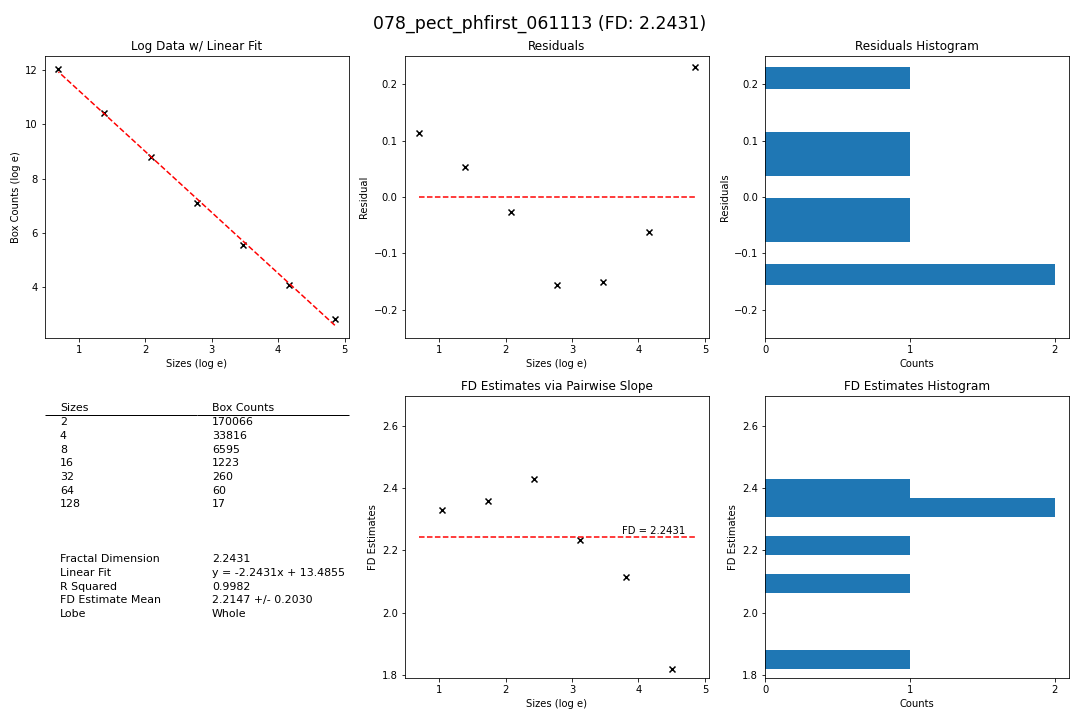 078_pect_phfirst_061113 (FD: 2.2431)
Log Data w/ Linear Fit
12
10
8
6
4
Box Counts (log e)
1 2 3 4 5
Sizes (log e)
Residuals
0.2
0.1
0.0
−0.1
−0.2
Residual
1 2 3 4 5
Sizes (log e)
Residuals Histogram
0.2
0.1
0.0
−0.1
−0.2
Residuals
0 1 2
Counts
Sizes Box Counts
2 170066
4 33816
8 6595
16 1223
32 260
64 60
128 17
Fractal Dimension 2.2431
Linear Fit y = -2.2431x + 13.4855
R Squared 0.9982
FD Estimate Mean 2.2147 +/- 0.2030
Lobe Whole
FD Estimates via Pairwise Slope
2.6
2.4
2.2
2.0
1.8
FD Estimates
FD = 2.2431
1 2 3 4 5
Sizes (log e)
FD Estimates Histogram
2.6
2.4
2.2
2.0
1.8
FD Estimates
0 1 2
Counts